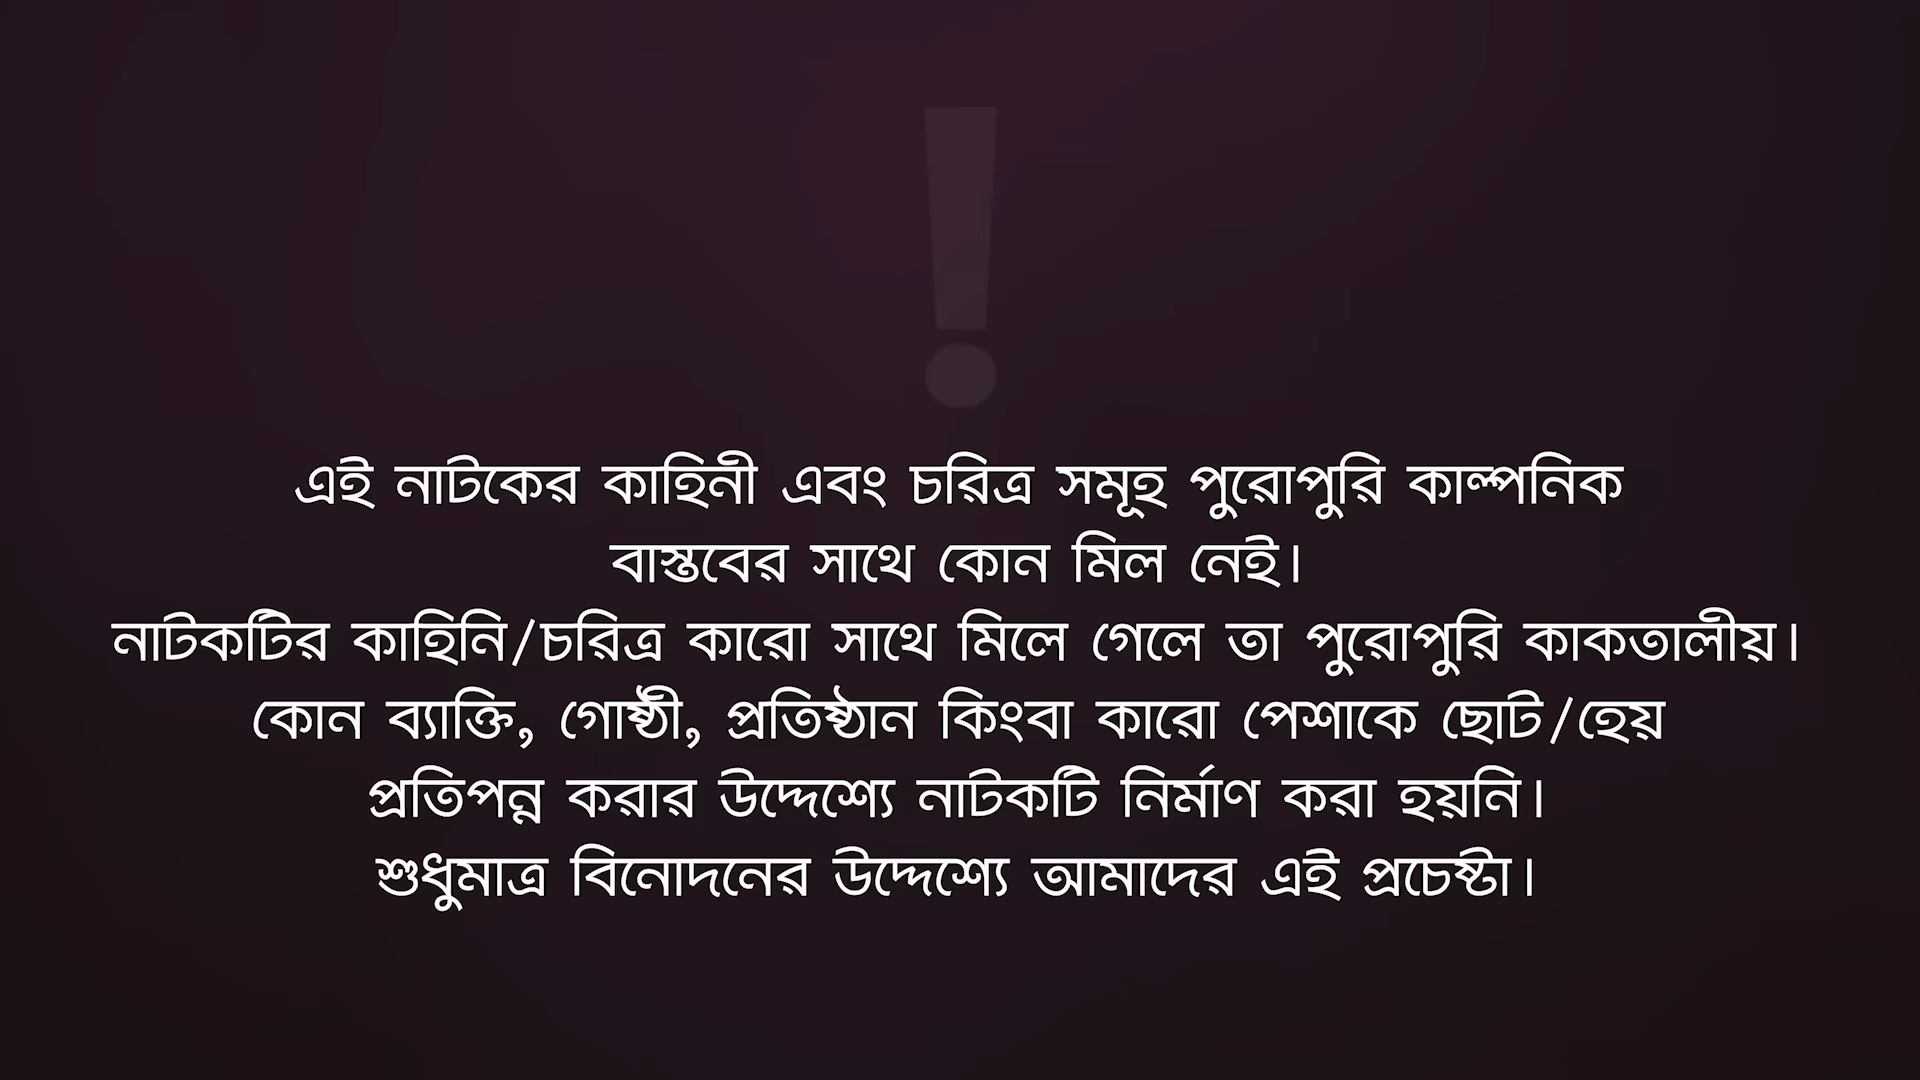 এই নাটকের কাহিনী এবং চরিত্র সমূহ পুরোপুরি কাল্পনিক
বাস্তবের সাথে কোন মিল নেই।
নাটকটির কাহিনি/চরিত্র কারো সাথে মিলে গেলে তা পুরোপুরি কাকতালীয়।
কোন ব্যাক্তি, গোষ্ঠী, প্রতিষ্ঠান কিংবা কারো পেশাকে ছোট/হেয়
প্রতিপন্ন করার উদ্দেশ্যে নাটকটি নির্মাণ করা হয়নি।
শুধুমাত্র বিনোদনের উদ্দেশ্যে আমাদের এই প্রচেষ্টা।